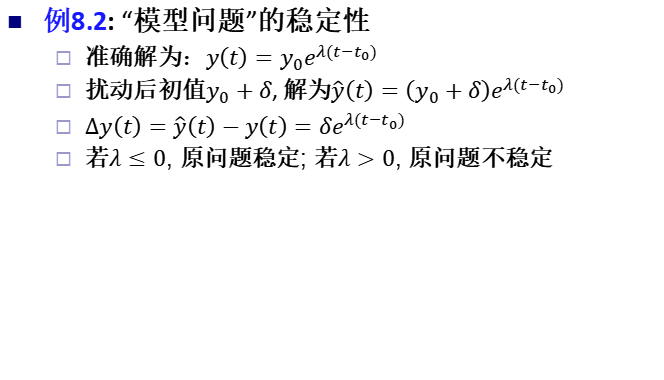 例8.2: “模型问题”的稳定性
准确解为：y(t) = y₀e^{λ(t−t₀)}
扰动后初值y₀ + δ, 解为ŷ(t) = (y₀ + δ)e^{λ(t−t₀)}
Δy(t) = ŷ(t) − y(t) = δe^{λ(t−t₀)}
若λ ≤ 0, 原问题稳定; 若λ > 0, 原问题不稳定